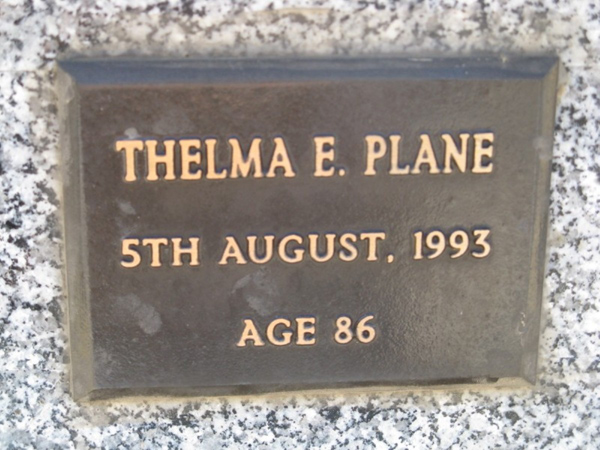 THELMA E. PLANE
5TH AUGUST, 1993
AGE 86